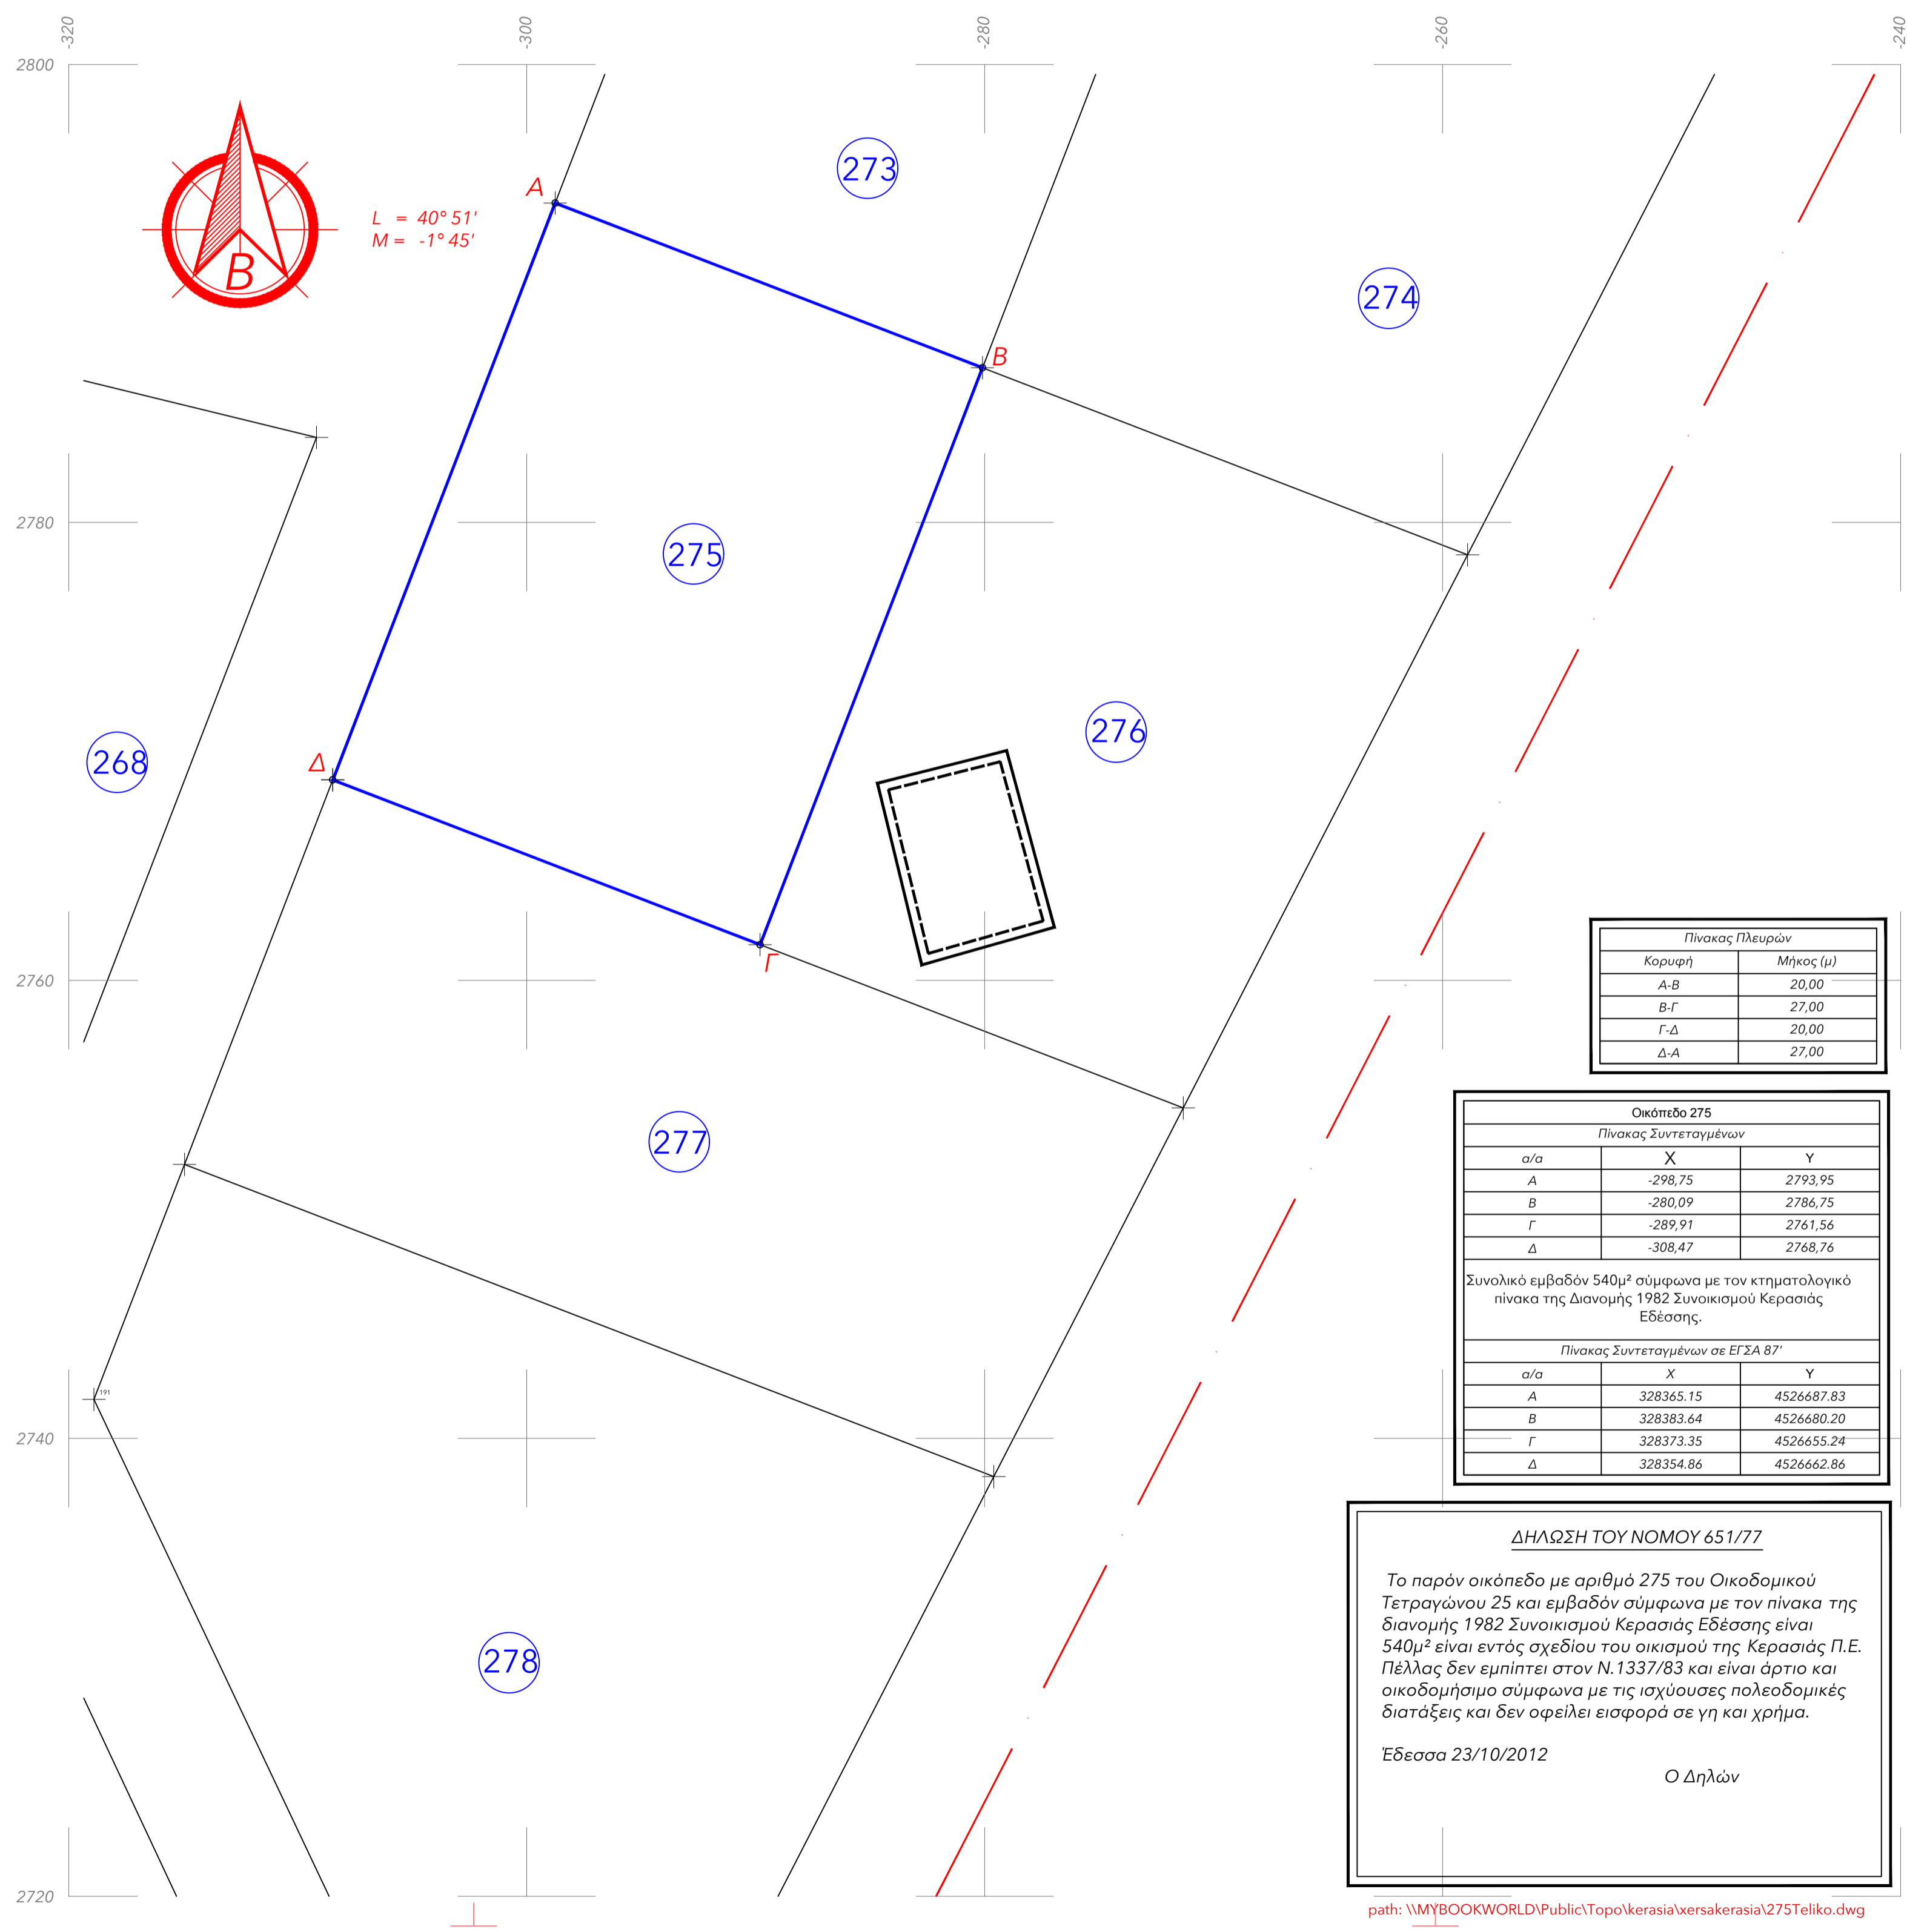 -320
-300
-280
-260
-240
2800
2780
2760
2740
2720
B
L = 40° 51'
M = -1° 45'
A
B
Γ
Δ
273
274
275
276
268
277
278
191
Πίνακας Πλευρών
Κορυφή Μήκος (μ)
Α-Β 20,00
Β-Γ 27,00
Γ-Δ 20,00
Δ-Α 27,00
Οικόπεδο 275
Πίνακας Συντεταγμένων
α/α X Y
Α -298,75 2793,95
Β -280,09 2786,75
Γ -289,91 2761,56
Δ -308,47 2768,76
Συνολικό εμβαδόν 540μ² σύμφωνα με τον κτηματολογικό
πίνακα της Διανομής 1982 Συνοικισμού Κερασιάς
Εδέσσης.
Πίνακας Συντεταγμένων σε ΕΓΣΑ 87'
α/α X Y
Α 328365.15 4526687.83
Β 328383.64 4526680.20
Γ 328373.35 4526655.24
Δ 328354.86 4526662.86
ΔΗΛΩΣΗ ΤΟΥ ΝΟΜΟΥ 651/77
Το παρόν οικόπεδο με αριθμό 275 του Οικοδομικού
Τετραγώνου 25 και εμβαδόν σύμφωνα με τον πίνακα της
διανομής 1982 Συνοικισμού Κερασιάς Εδέσσης είναι
540μ² είναι εντός σχεδίου του οικισμού της Κερασιάς Π.Ε.
Πέλλας δεν εμπίπτει στον Ν.1337/83 και είναι άρτιο και
οικοδομήσιμο σύμφωνα με τις ισχύουσες πολεοδομικές
διατάξεις και δεν οφείλει εισφορά σε γη και χρήμα.
Έδεσσα 23/10/2012
Ο Δηλών
path: \\MYBOOKWORLD\Public\Topo\kerasia\xersakerasia\275Teliko.dwg